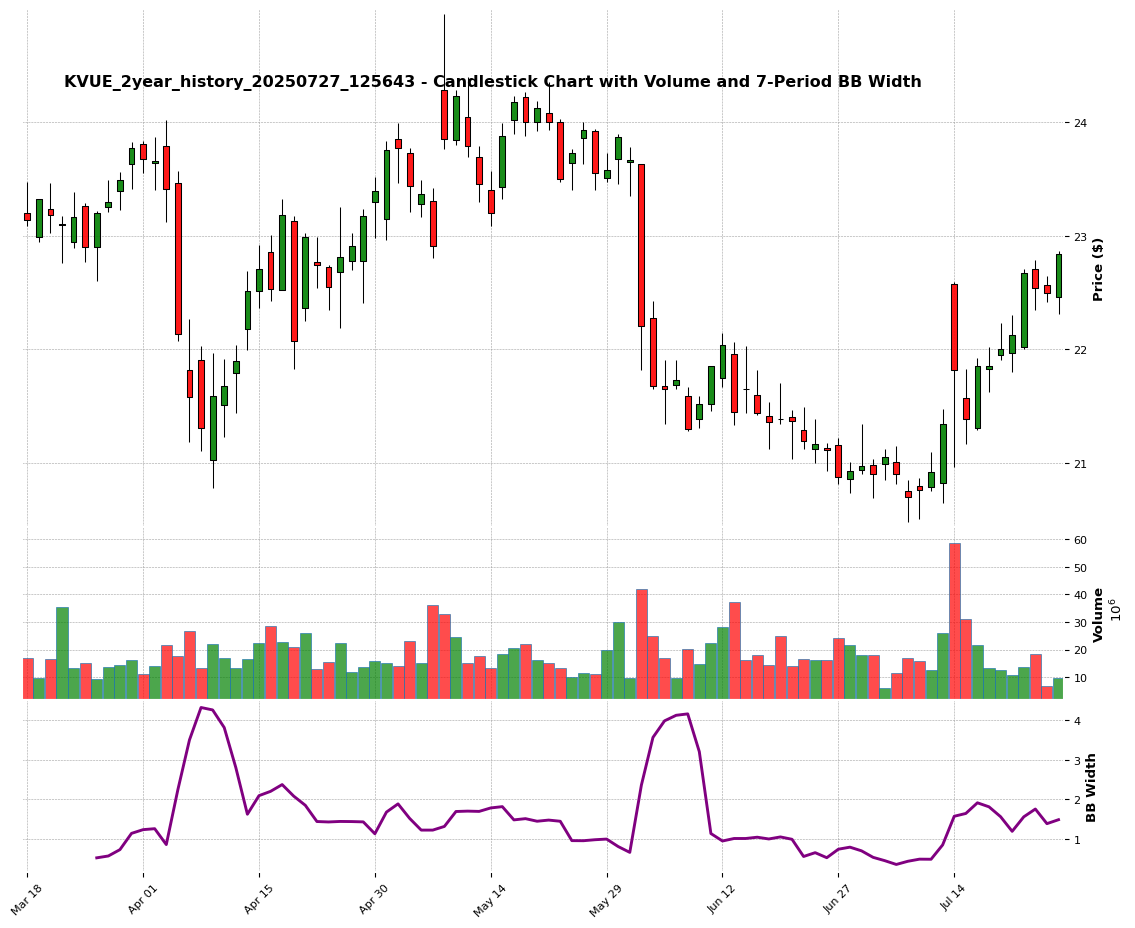 KVUE_2year_history_20250727_125643 - Candlestick Chart with Volume and 7-Period BB Width
24
23
22
21
Price ($)
60
50
40
30
20
10
Volume
10^6
4
3
2
1
BB Width
Mar 18
Apr 01
Apr 15
Apr 30
May 14
May 29
Jun 12
Jun 27
Jul 14